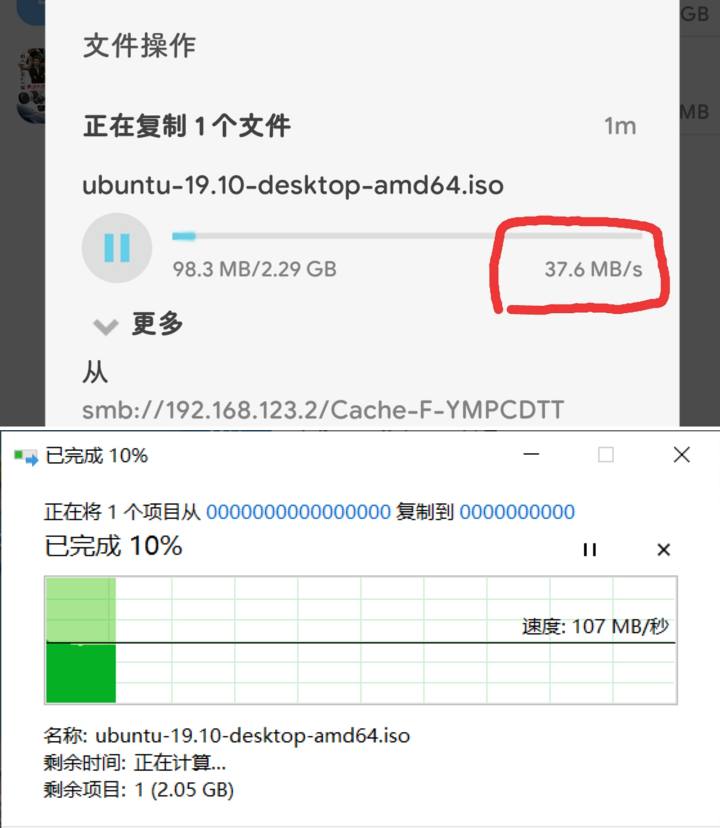 GB
文件操作
MB
正在复制 1 个文件 1m
ubuntu-19.10-desktop-amd64.iso
98.3 MB/2.29 GB 37.6 MB/s
更多
从
smb://192.168.123.2/Cache-F-YMPCDTT
已完成 10%
正在将 1 个项目从 0000000000000000 复制到 0000000000
已完成 10%
速度: 107 MB/秒
名称: ubuntu-19.10-desktop-amd64.iso
剩余时间: 正在计算...
剩余项目: 1 (2.05 GB)